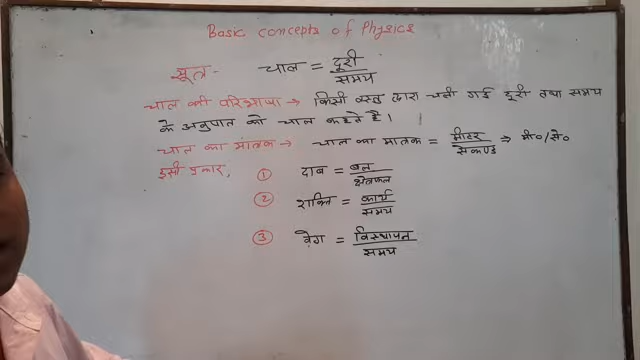 Basic concepts of Physics
सूत्र:- चाल = दूरी / समय
चाल की परिभाषा → किसी वस्तु द्वारा चली गई दूरी तथा समय
के अनुपात को चाल कहते है।
चाल का मात्रक → चाल का मात्रक = मीटर / सेकण्ड ⇒ मी०/से०
इसी प्रकार, ① दाब = बल / क्षेत्रफल
② शक्ति = कार्य / समय
③ वेग = विस्थापन / समय